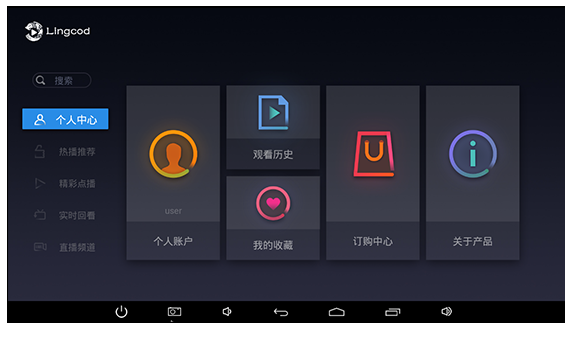 Lingcod
搜索
个人中心
热播推荐
精彩点播
实时回看
直播频道
user
个人账户
观看历史
我的收藏
订购中心
关于产品